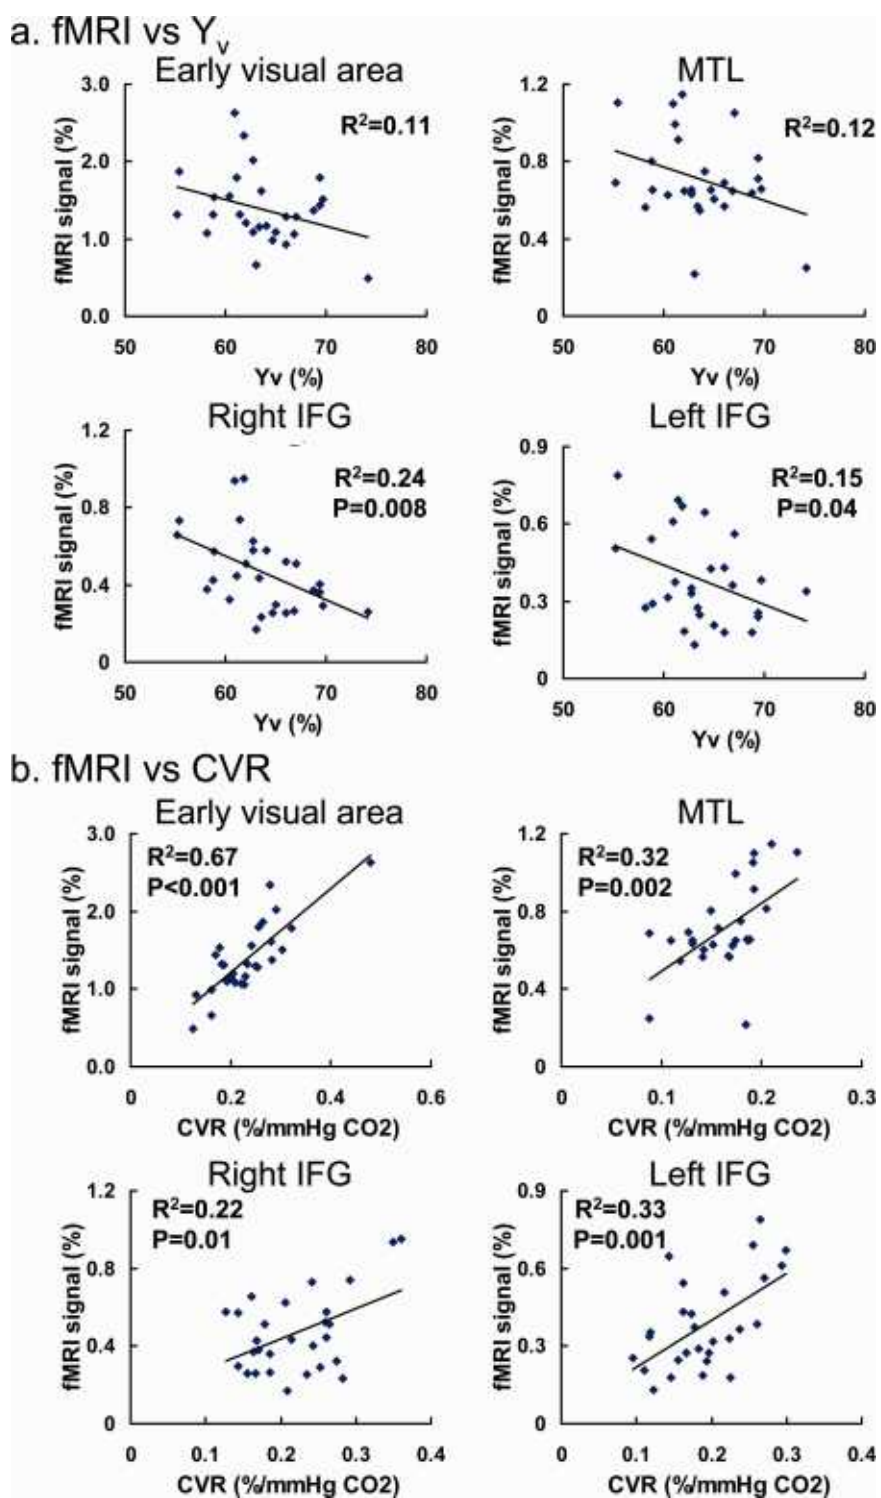 a. fMRI vs Yv
Early visual area
MTL
fMRI signal (%)
3.0
2.0
1.0
0.0
R²=0.11
50 60 70 80
Yv (%)
fMRI signal (%)
1.2
0.8
0.4
0
R²=0.12
50 60 70 80
Yv (%)
Right IFG
Left IFG
fMRI signal (%)
1.2
0.8
0.4
0
R²=0.24
P=0.008
50 60 70 80
Yv (%)
fMRI signal (%)
0.9
0.6
0.3
0
R²=0.15
P=0.04
50 60 70 80
Yv (%)
b. fMRI vs CVR
Early visual area
MTL
fMRI signal (%)
3.0
2.0
1.0
0.0
R²=0.67
P<0.001
0 0.2 0.4 0.6
CVR (%/mmHg CO2)
fMRI signal (%)
1.2
0.8
0.4
0
R²=0.32
P=0.002
0 0.1 0.2 0.3
CVR (%/mmHg CO2)
Right IFG
Left IFG
fMRI signal (%)
1.2
0.8
0.4
0
R²=0.22
P=0.01
0 0.1 0.2 0.3 0.4
CVR (%/mmHg CO2)
fMRI signal (%)
0.9
0.6
0.3
0
R²=0.33
P=0.001
0 0.1 0.2 0.3 0.4
CVR (%/mmHg CO2)